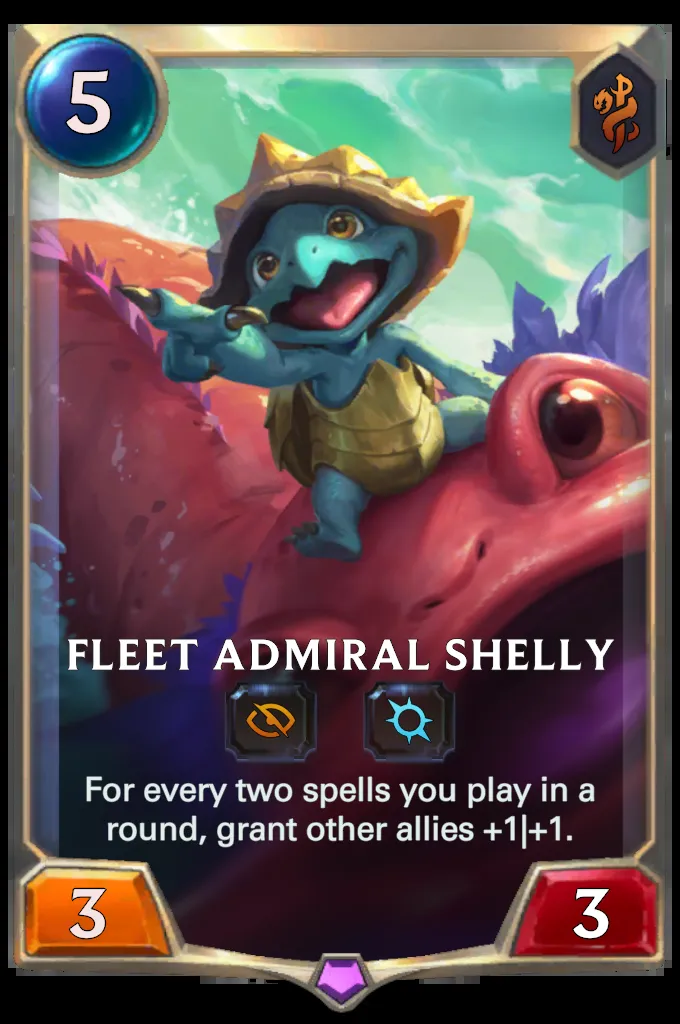 5
FLEET ADMIRAL SHELLY
For every two spells you play in a
round, grant other allies +1|+1.
3
3